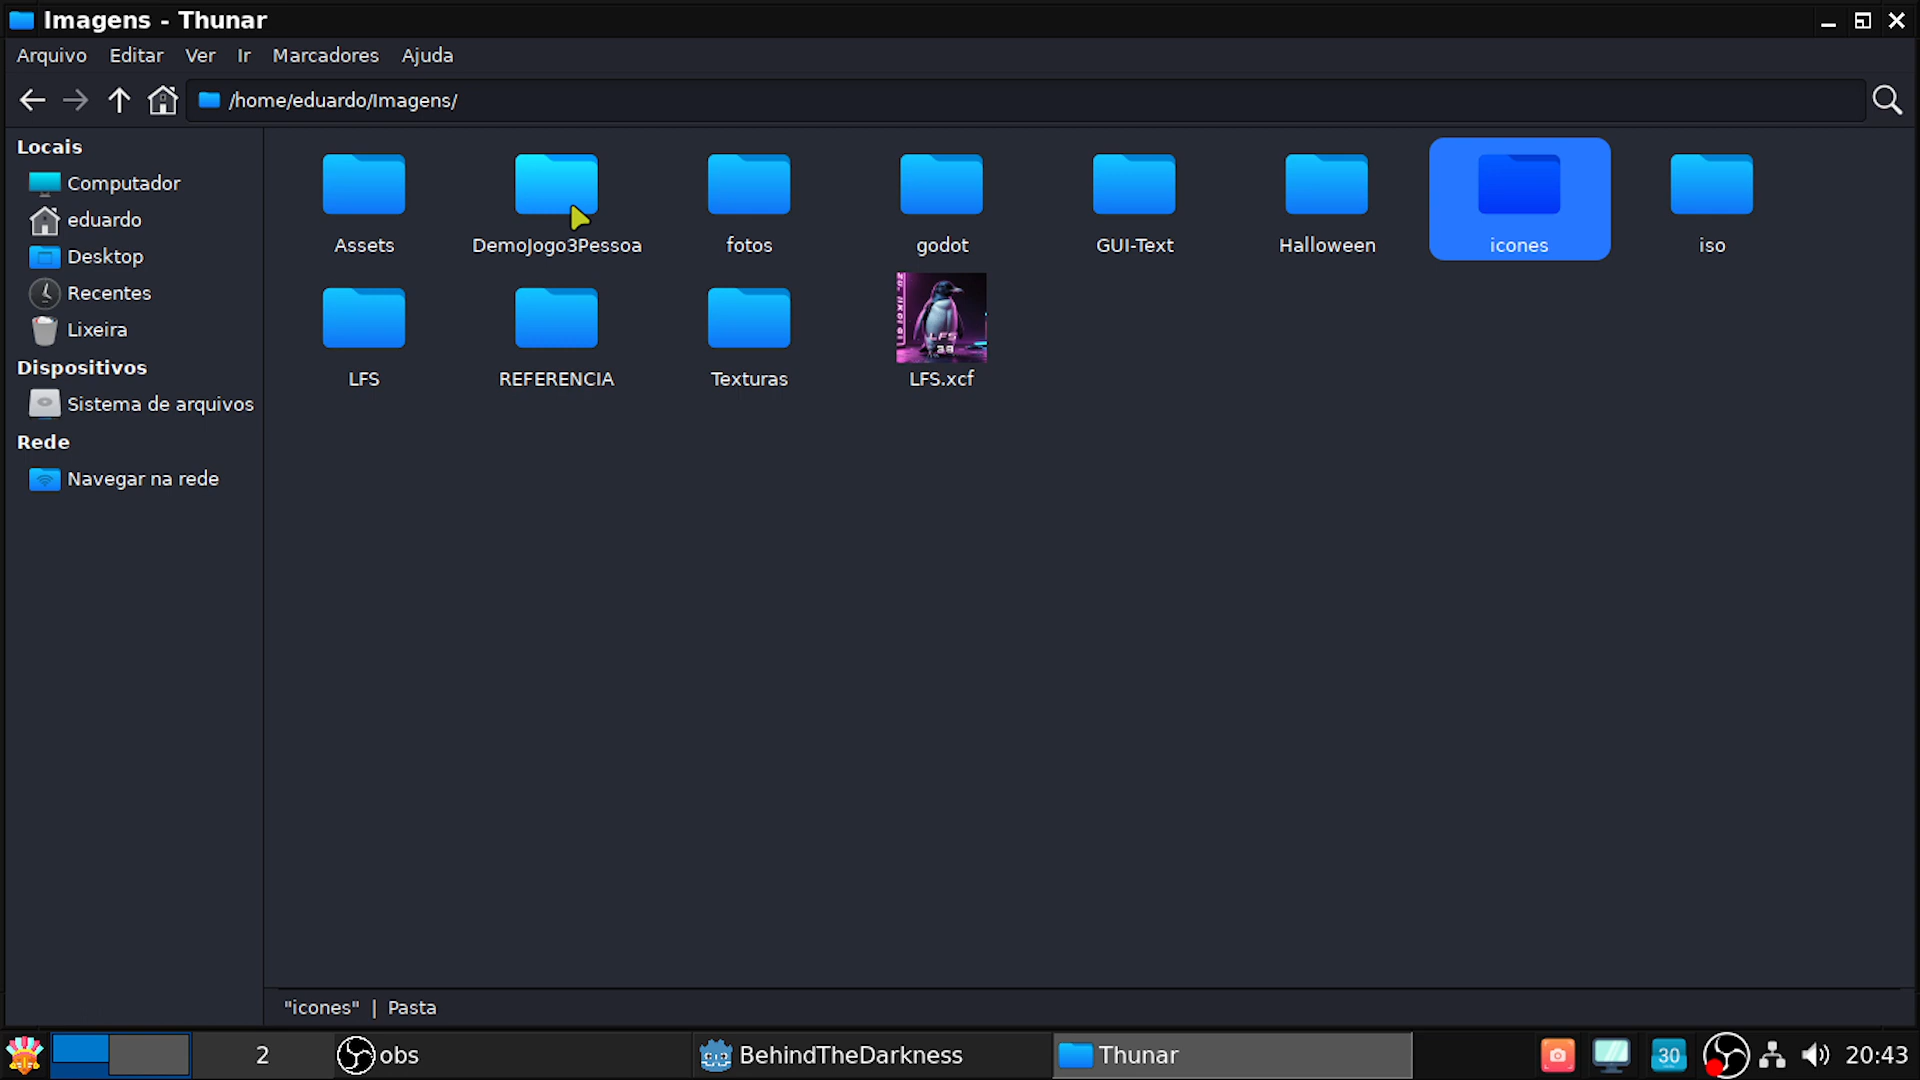 Imagens - Thunar
Arquivo Editar Ver Ir Marcadores Ajuda
/home/eduardo/Imagens/
Locais
Computador
eduardo
Desktop
Recentes
Lixeira
Dispositivos
Sistema de arquivos
Rede
Navegar na rede
Assets DemoJogo3Pessoa fotos godot GUI-Text Halloween icones iso
LFS REFERENCIA Texturas LFS.xcf
LFS
"icones" | Pasta
2 obs BehindTheDarkness Thunar 30 20:43